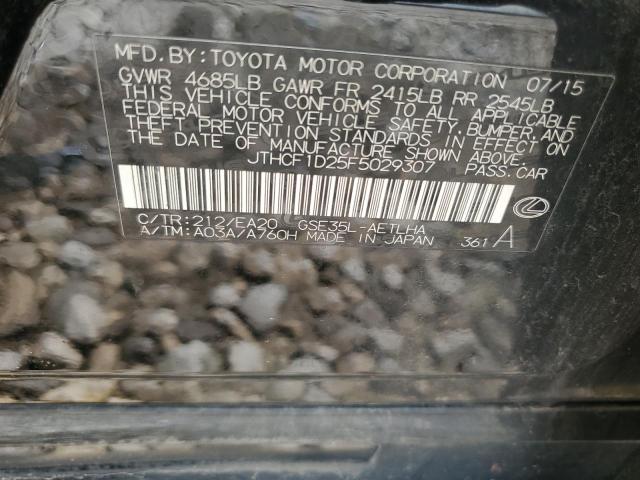 MFD. BY: TOYOTA MOTOR CORPORATION 07/15
GVWR 4685LB GAWR FR 2415LB RR 2545LB
THIS VEHICLE CONFORMS TO ALL APPLICABLE
FEDERAL MOTOR VEHICLE SAFETY, BUMPER, AND
THEFT PREVENTION STANDARDS IN EFFECT ON
THE DATE OF MANUFACTURE SHOWN ABOVE.
JTHCF1D25F5029307 PASS. CAR
C/TR: 212/EA20 GSE35L-AETLHA
A/TM: A03A/A760H MADE IN JAPAN 361 A